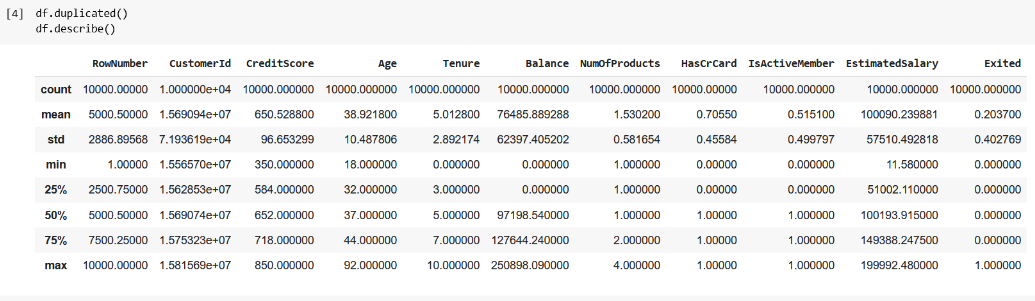 [4] df.duplicated()
df.describe()
RowNumber CustomerId CreditScore Age Tenure Balance NumOfProducts HasCrCard IsActiveMember EstimatedSalary Exited
count 10000.00000 1.000000e+04 10000.000000 10000.000000 10000.000000 10000.000000 10000.000000 10000.00000 10000.000000 10000.000000 10000.000000
mean 5000.50000 1.569094e+07 650.528800 38.921800 5.012800 76485.889288 1.530200 0.70550 0.515100 100090.239881 0.203700
std 2886.89568 7.193619e+04 96.653299 10.487806 2.892174 62397.405202 0.581654 0.45584 0.499797 57510.492818 0.402769
min 1.00000 1.556570e+07 350.000000 18.000000 0.000000 0.000000 1.000000 0.00000 0.000000 11.580000 0.000000
25% 2500.75000 1.562853e+07 584.000000 32.000000 3.000000 0.000000 1.000000 0.00000 0.000000 51002.110000 0.000000
50% 5000.50000 1.569074e+07 652.000000 37.000000 5.000000 97198.540000 1.000000 1.00000 1.000000 100193.915000 0.000000
75% 7500.25000 1.575323e+07 718.000000 44.000000 7.000000 127644.240000 2.000000 1.00000 1.000000 149388.247500 0.000000
max 10000.00000 1.581569e+07 850.000000 92.000000 10.000000 250898.090000 4.000000 1.00000 1.000000 199992.480000 1.000000